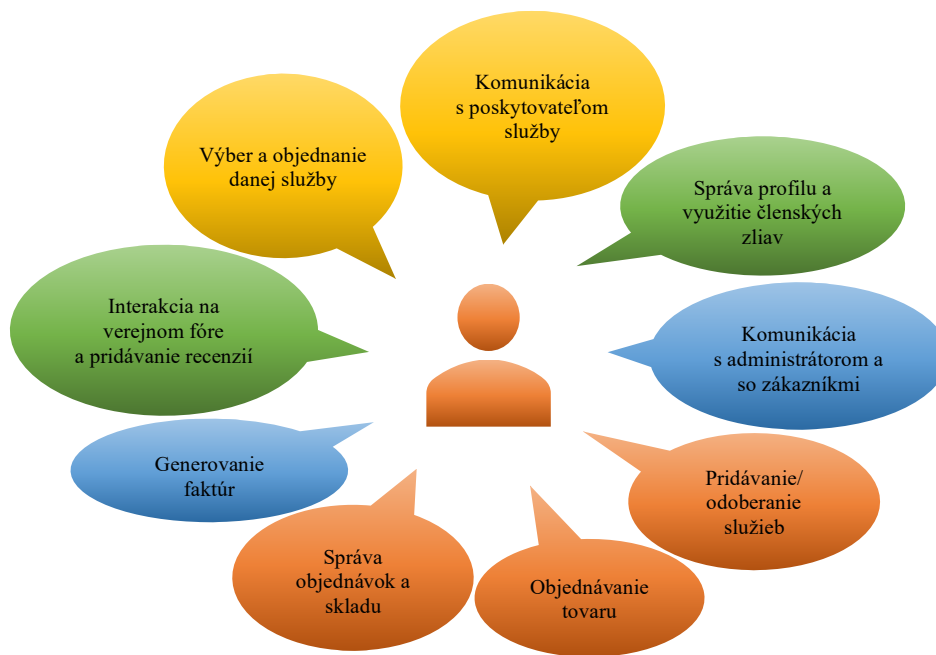 Komunikácia
s poskytovateľom
služby
Výber a objednanie
danej služby
Správa profilu a
využitie členských
zliav
Interakcia na
verejnom fóre
a pridávanie recenzií
Komunikácia
s administrátorom a
so zákazníkmi
Generovanie
faktúr
Pridávanie/
odoberanie
služieb
Správa
objednávok a
skladu
Objednávanie
tovaru